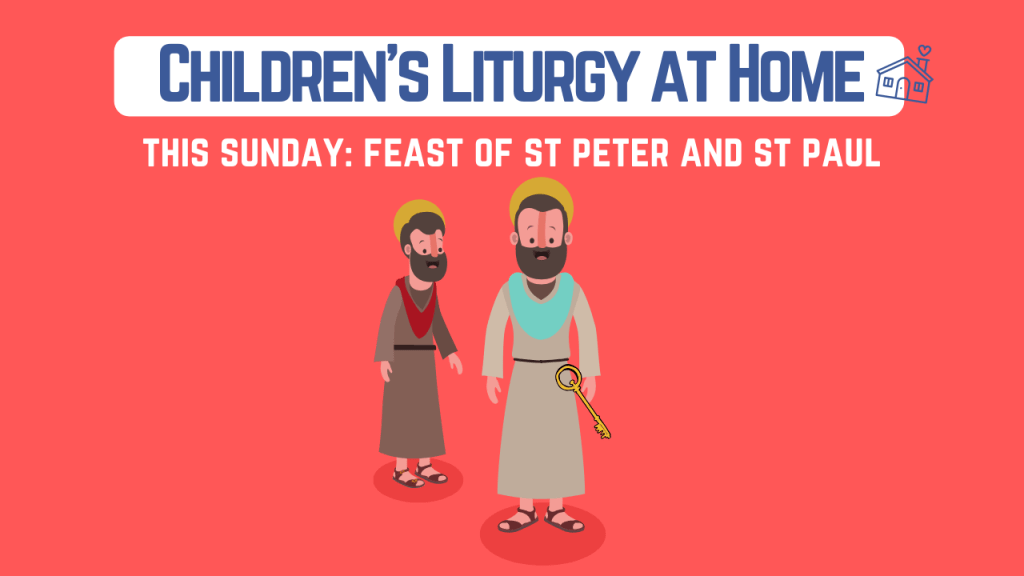 Children's Liturgy at Home
THIS SUNDAY: FEAST OF ST PETER AND ST PAUL